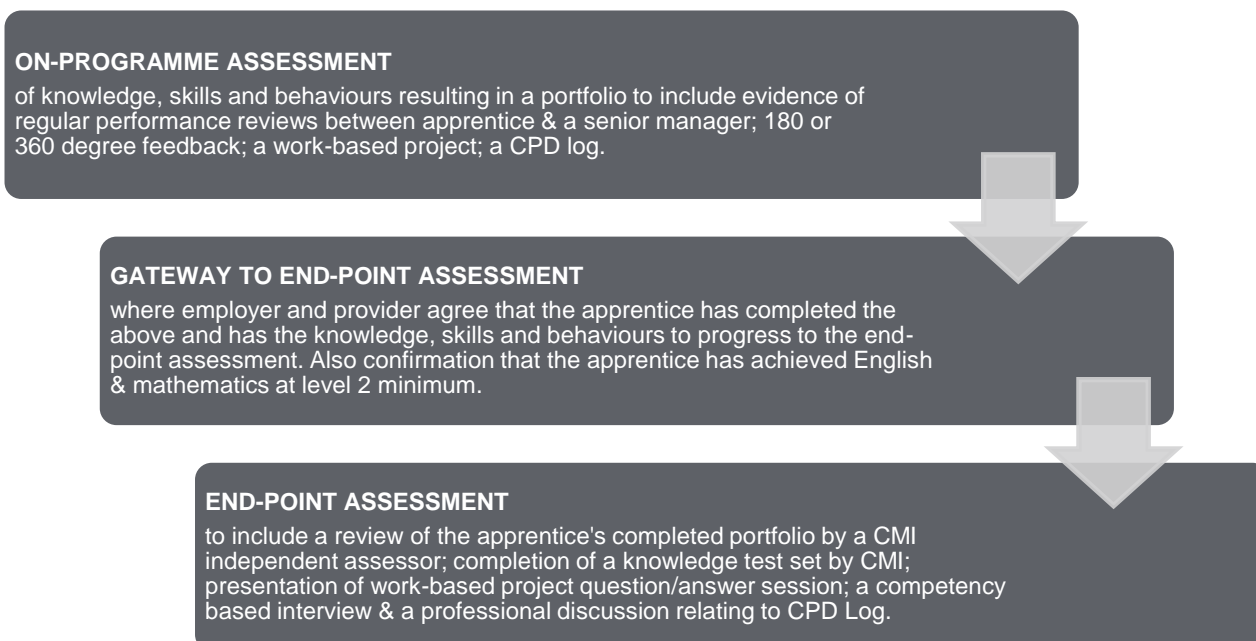 ON-PROGRAMME ASSESSMENT
of knowledge, skills and behaviours resulting in a portfolio to include evidence of
regular performance reviews between apprentice & a senior manager; 180 or
360 degree feedback; a work-based project; a CPD log.
GATEWAY TO END-POINT ASSESSMENT
where employer and provider agree that the apprentice has completed the
above and has the knowledge, skills and behaviours to progress to the end-
point assessment. Also confirmation that the apprentice has achieved English
& mathematics at level 2 minimum.
END-POINT ASSESSMENT
to include a review of the apprentice's completed portfolio by a CMI
independent assessor; completion of a knowledge test set by CMI;
presentation of work-based project question/answer session; a competency
based interview & a professional discussion relating to CPD Log.